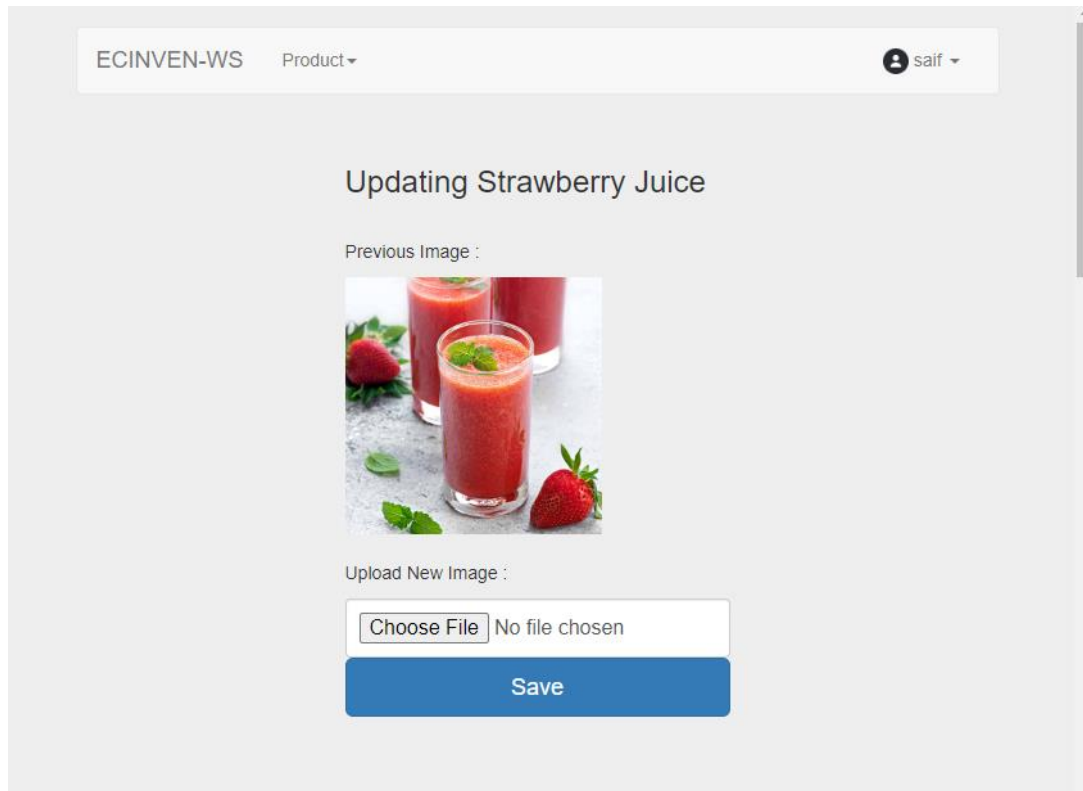 ECINVEN-WS Product saif
Updating Strawberry Juice
Previous Image :
Upload New Image :
Choose File No file chosen
Save